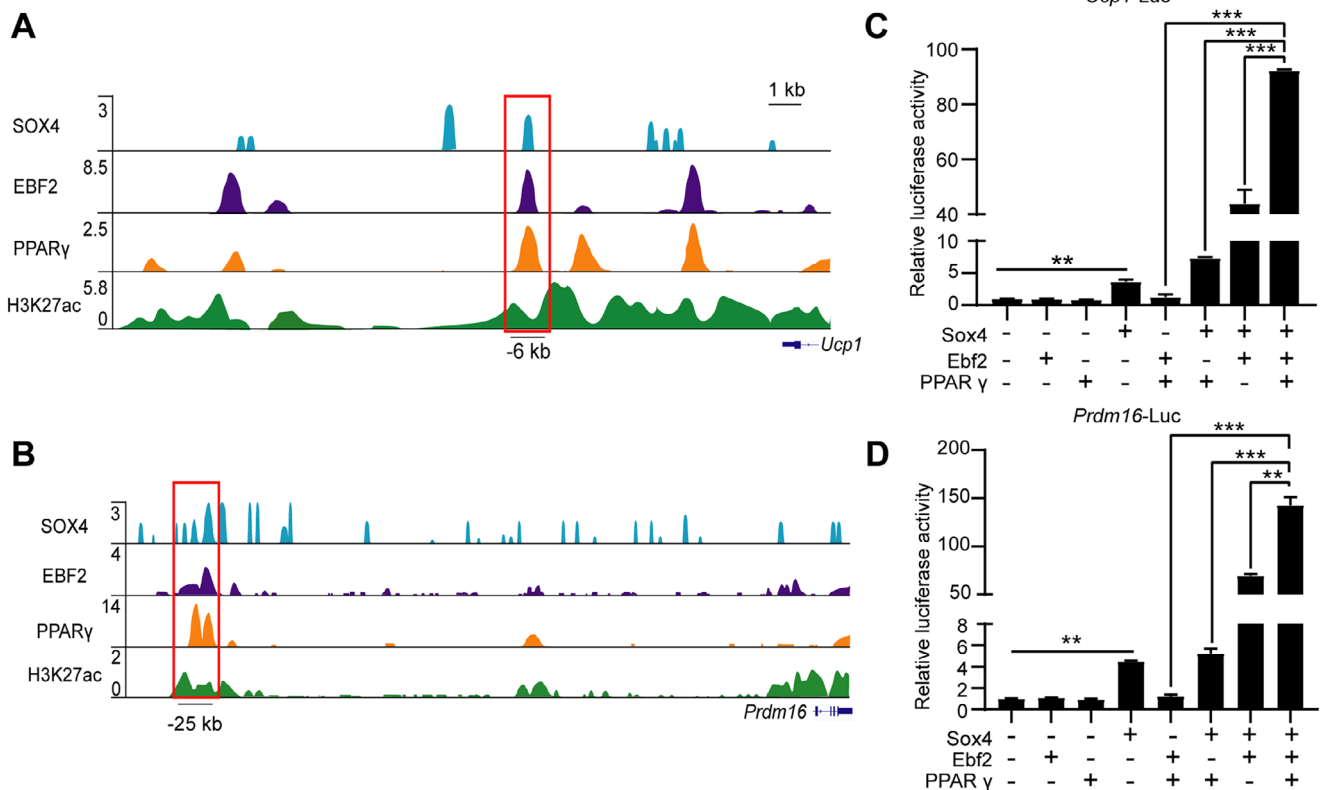 A
1 kb
SOX4
3
EBF2
8.5
PPARγ
2.5
H3K27ac
5.8
0
-6 kb
Ucp1
B
SOX4
3
EBF2
4
PPARγ
14
H3K27ac
2
0
-25 kb
Prdm16
C
Ucp1-Luc
***
***
***
**
Relative luciferase activity
100
80
60
40
10
5
0
Sox4 - - - + - + + +
Ebf2 - + - - + - + +
PPAR γ - - + - + + - +
D
Prdm16-Luc
***
***
**
**
Relative luciferase activity
200
150
100
50
8
6
4
2
0
Sox4 - - - + - + + +
Ebf2 - + - - + - + +
PPAR γ - - + - + + - +